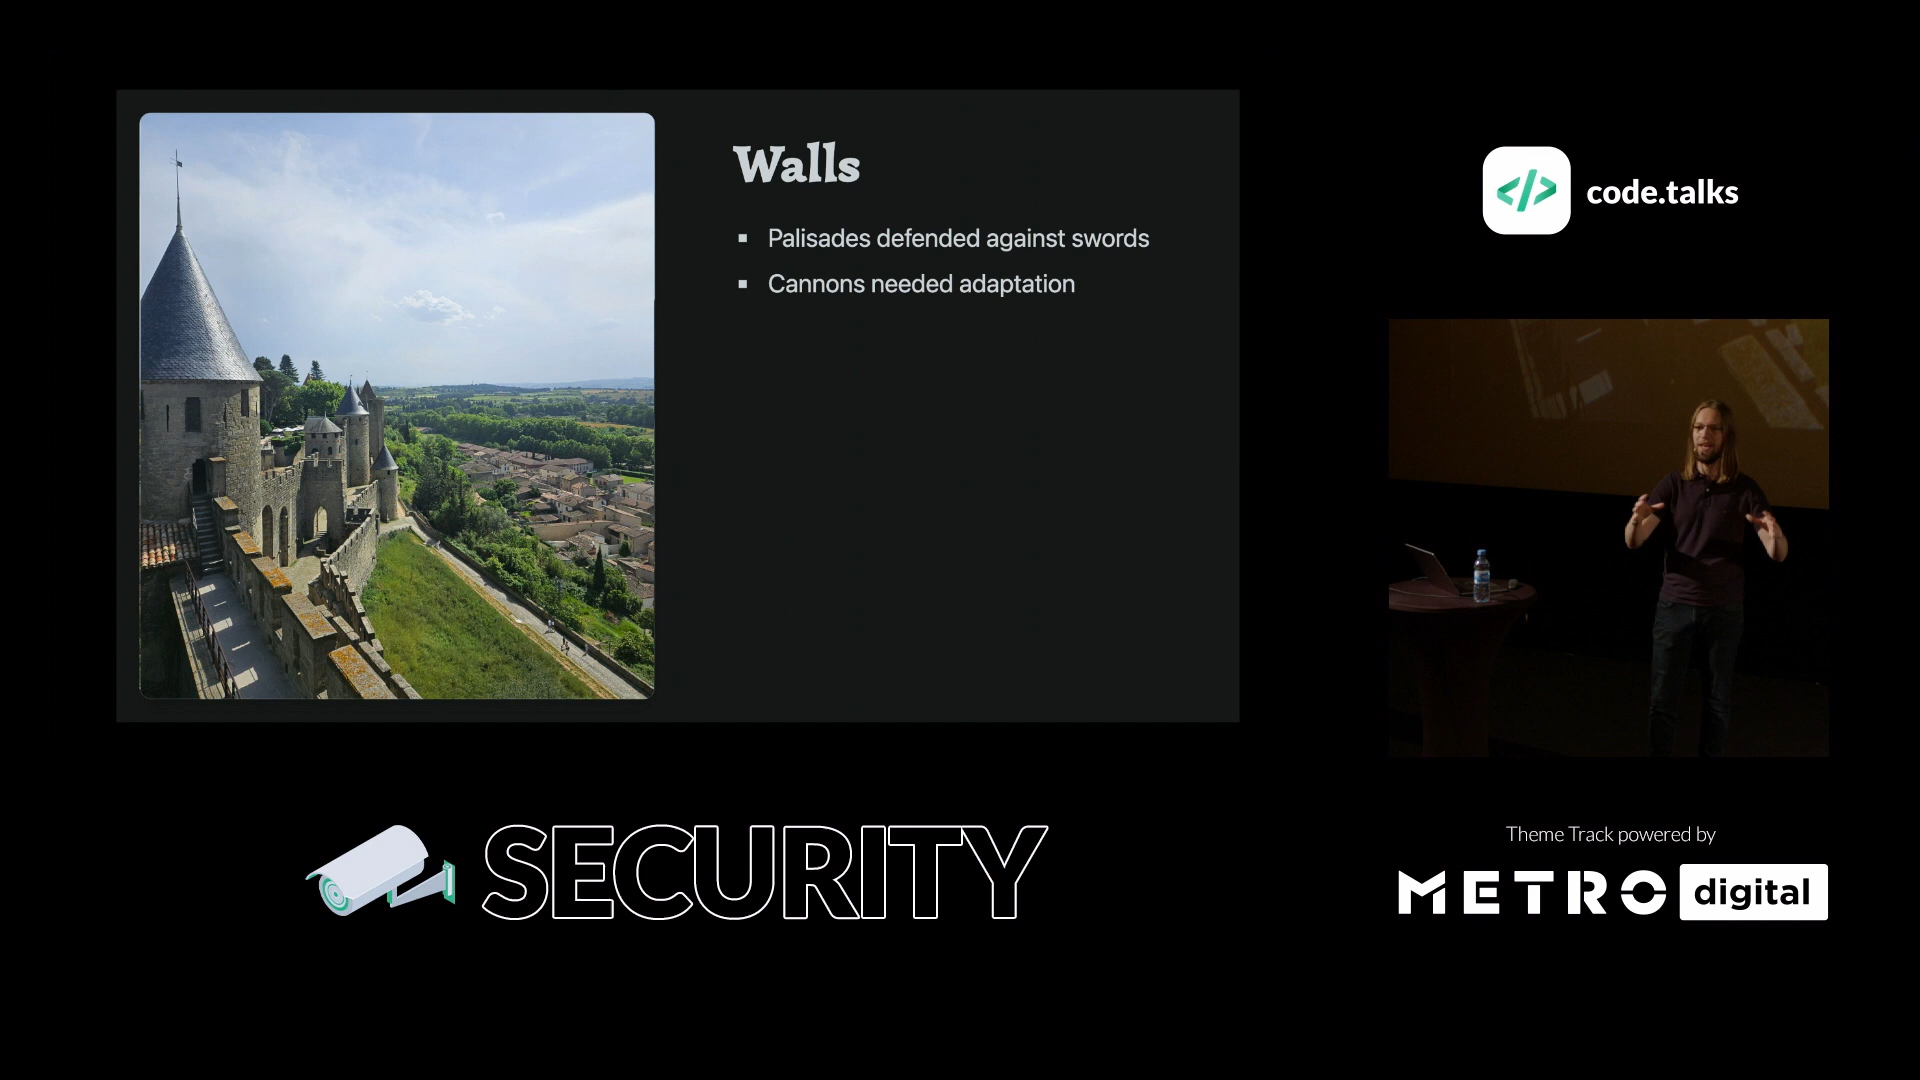 Walls
Palisades defended against swords
Cannons needed adaptation
</> code.talks
SECURITY
Theme Track powered by
METRO digital